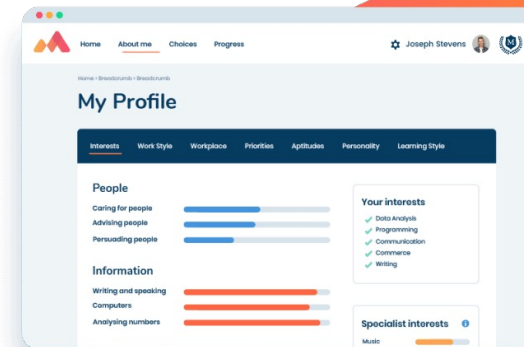 Home About me Choices Progress Joseph Stevens M
Home > Breadcrumb > Breadcrumb
My Profile
Interests Work Style Workplace Priorities Aptitudes Personality Learning Style
People
Caring for people
Advising people
Persuading people
Information
Writing and speaking
Computers
Analysing numbers
Your interests
Data Analysis
Programming
Communication
Commerce
Writing
Specialist interests
Music